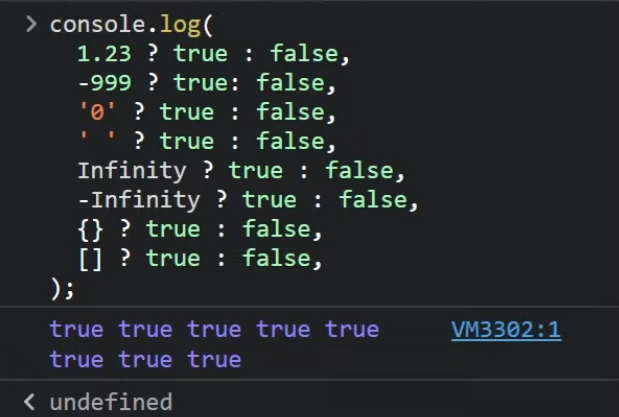 > console.log(
1.23 ? true : false,
-999 ? true: false,
'0' ? true : false,
' ' ? true : false,
Infinity ? true : false,
-Infinity ? true : false,
{} ? true : false,
[] ? true : false,
);
true true true true true VM3302:1
true true true
< undefined